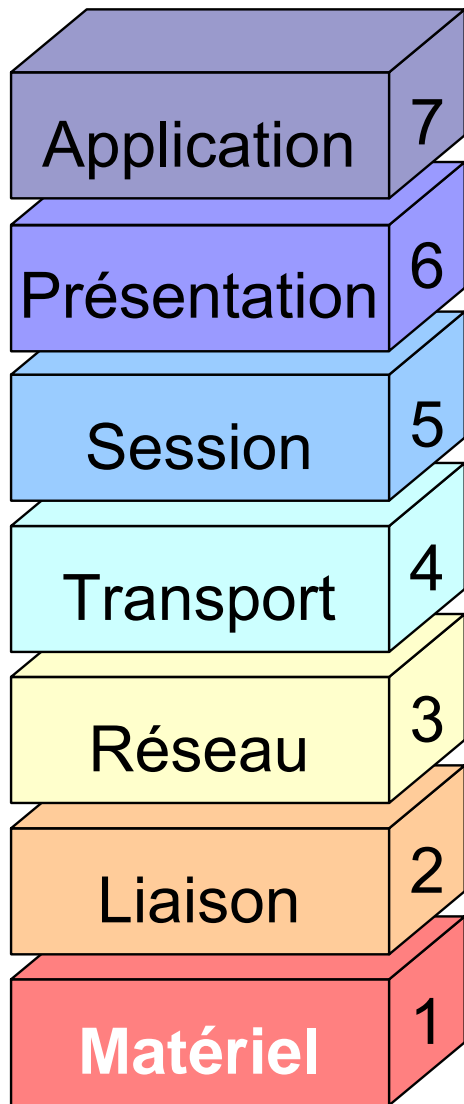 Application 7
Présentation 6
Session 5
Transport 4
Réseau 3
Liaison 2
Matériel 1